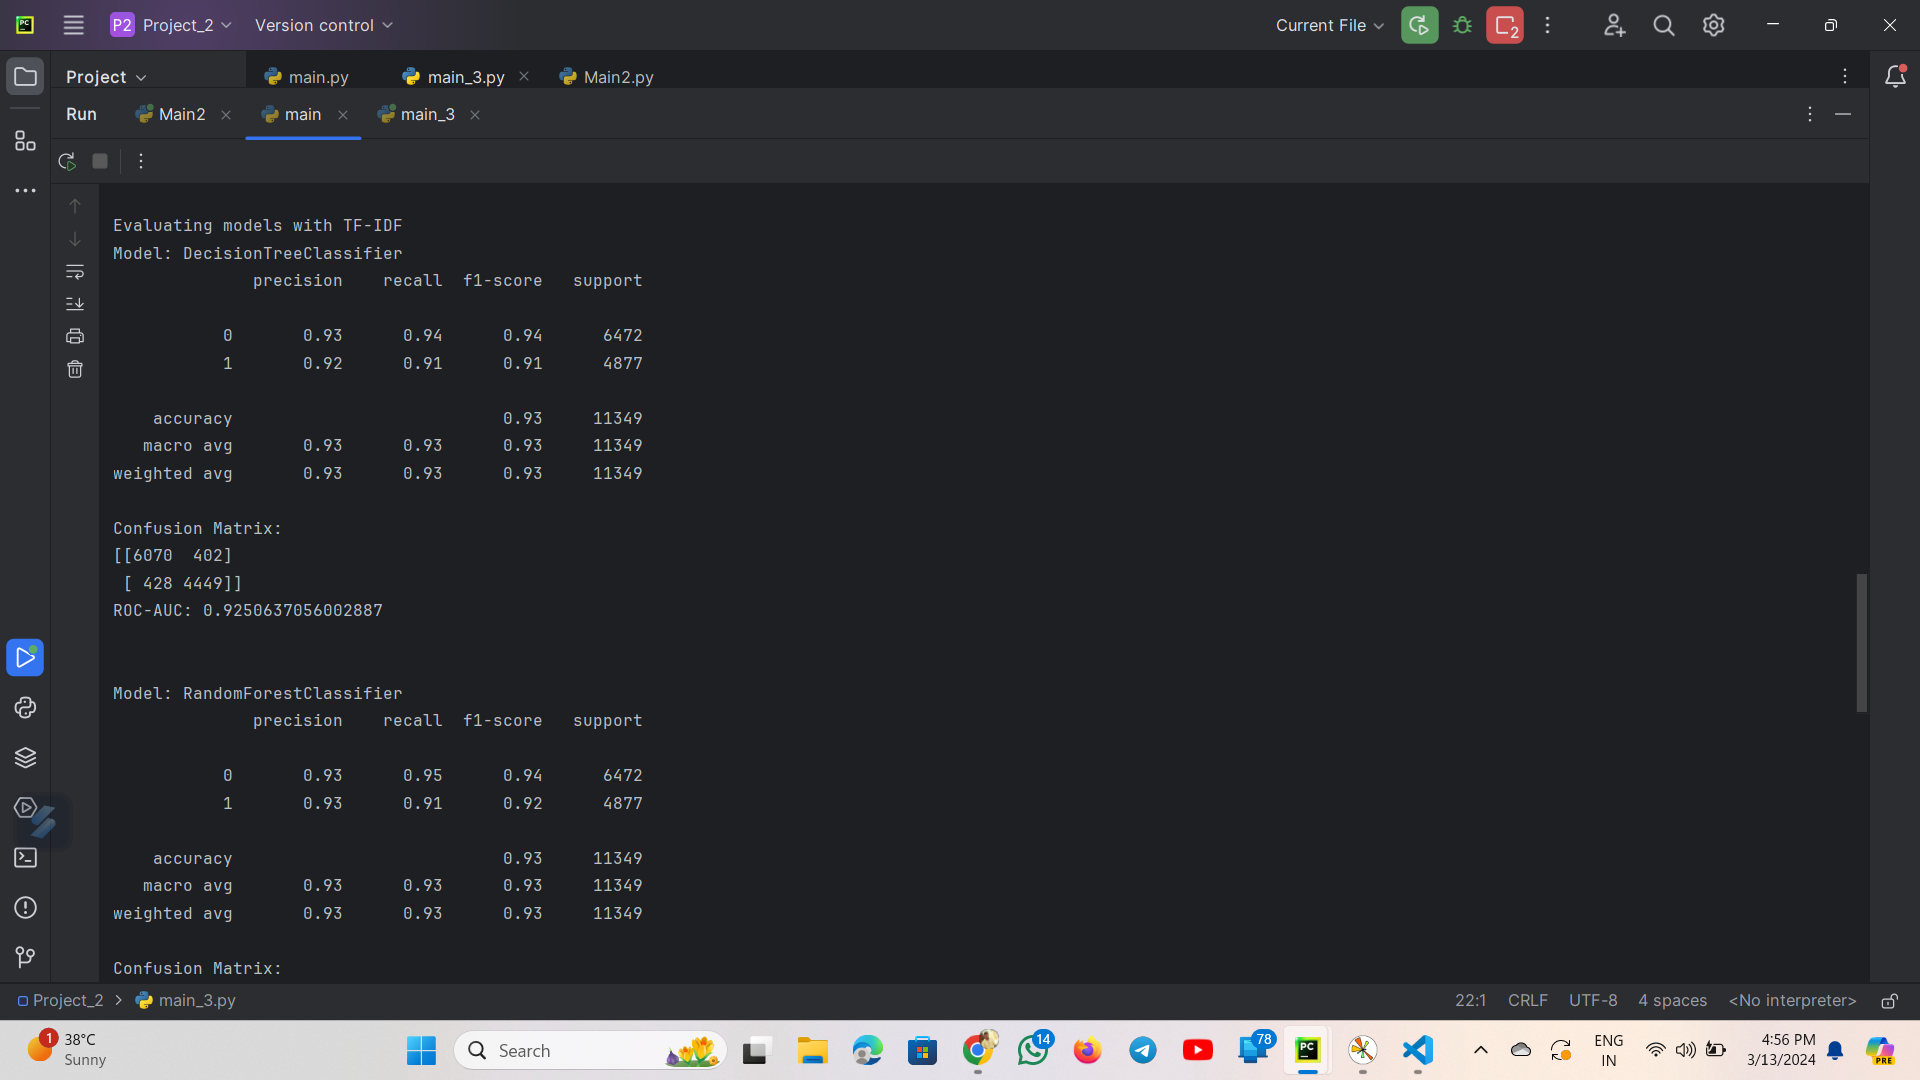 P2 Project_2 Version control Current File 2
Project main.py main_3.py Main2.py
Run Main2 main main_3
Evaluating models with TF-IDF
Model: DecisionTreeClassifier
precision recall f1-score support
0 0.93 0.94 0.94 6472
1 0.92 0.91 0.91 4877
accuracy 0.93 11349
macro avg 0.93 0.93 0.93 11349
weighted avg 0.93 0.93 0.93 11349
Confusion Matrix:
[[6070 402]
[ 428 4449]]
ROC-AUC: 0.9250637056002887
Model: RandomForestClassifier
precision recall f1-score support
0 0.93 0.95 0.94 6472
1 0.93 0.91 0.92 4877
accuracy 0.93 11349
macro avg 0.93 0.93 0.93 11349
weighted avg 0.93 0.93 0.93 11349
Confusion Matrix:
Project_2 > main_3.py 22:1 CRLF UTF-8 4 spaces <No interpreter>
1 38°C
Sunny
Search
14
78
PC
ENG
IN
4:56 PM
3/13/2024
PRE